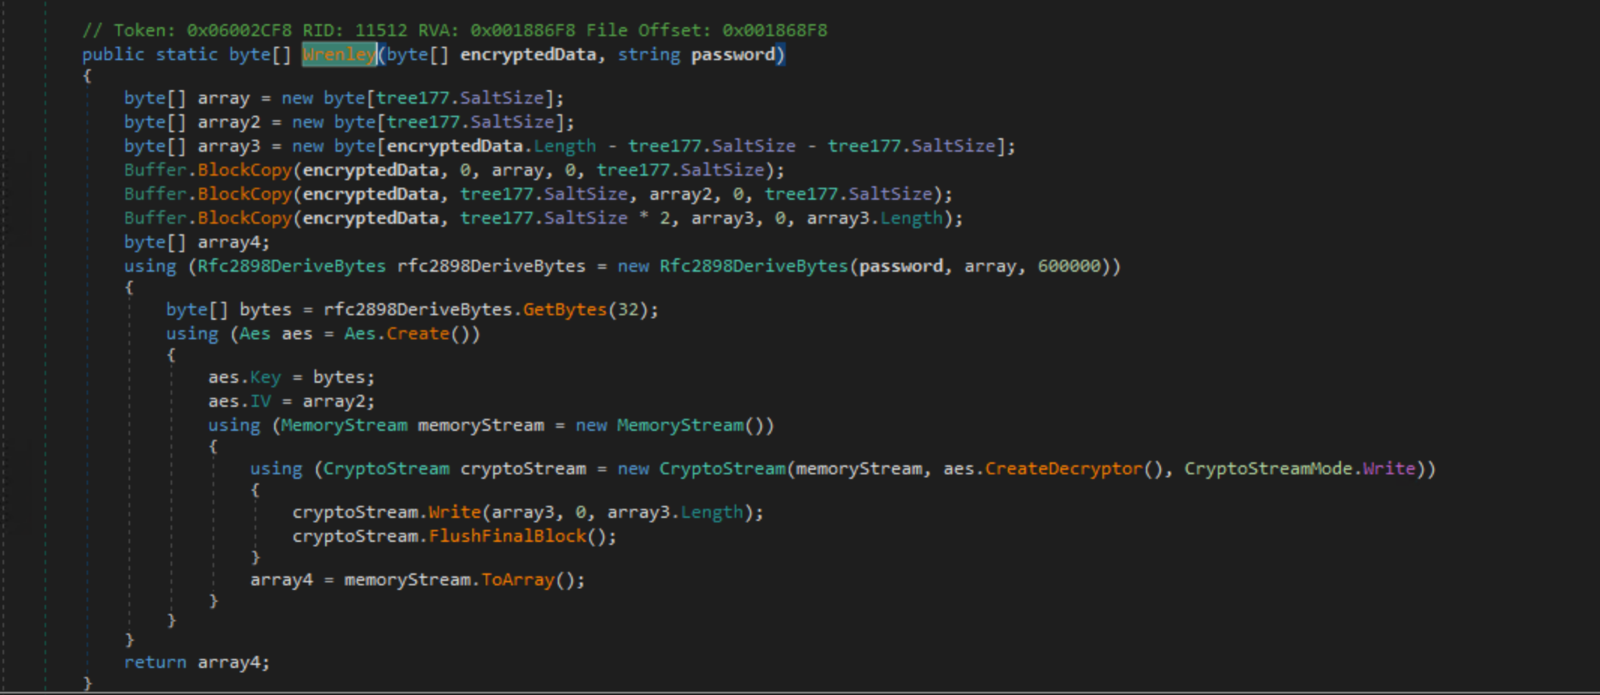 // Token: 0x06002CF8 RID: 11512 RVA: 0x001886F8 File Offset: 0x001868F8
public static byte[] Wrenley(byte[] encryptedData, string password)
{
byte[] array = new byte[tree177.SaltSize];
byte[] array2 = new byte[tree177.SaltSize];
byte[] array3 = new byte[encryptedData.Length - tree177.SaltSize - tree177.SaltSize];
Buffer.BlockCopy(encryptedData, 0, array, 0, tree177.SaltSize);
Buffer.BlockCopy(encryptedData, tree177.SaltSize, array2, 0, tree177.SaltSize);
Buffer.BlockCopy(encryptedData, tree177.SaltSize * 2, array3, 0, array3.Length);
byte[] array4;
using (Rfc2898DeriveBytes rfc2898DeriveBytes = new Rfc2898DeriveBytes(password, array, 600000))
{
byte[] bytes = rfc2898DeriveBytes.GetBytes(32);
using (Aes aes = Aes.Create())
{
aes.Key = bytes;
aes.IV = array2;
using (MemoryStream memoryStream = new MemoryStream())
{
using (CryptoStream cryptoStream = new CryptoStream(memoryStream, aes.CreateDecryptor(), CryptoStreamMode.Write))
{
cryptoStream.Write(array3, 0, array3.Length);
cryptoStream.FlushFinalBlock();
}
array4 = memoryStream.ToArray();
}
}
}
return array4;
}